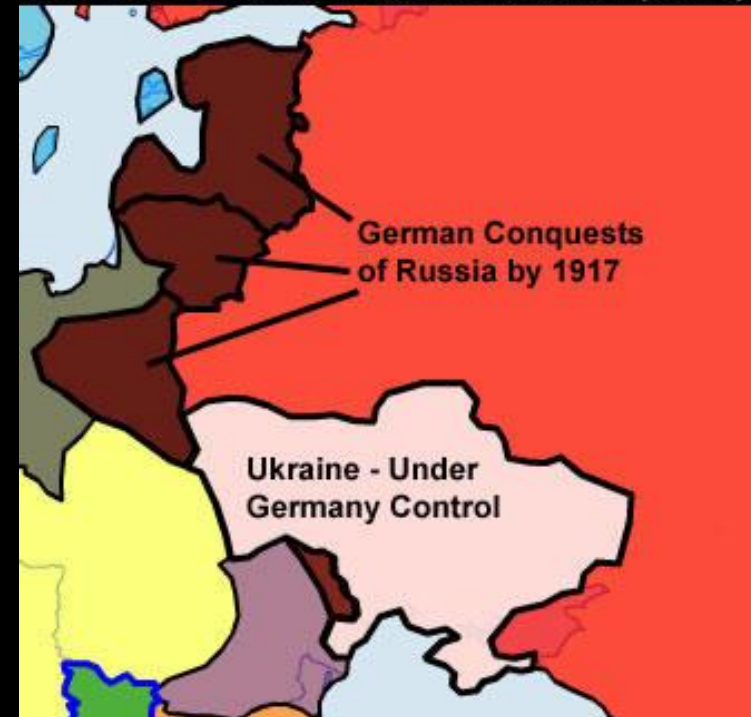 German Conquests
of Russia by 1917
Ukraine - Under
Germany Control